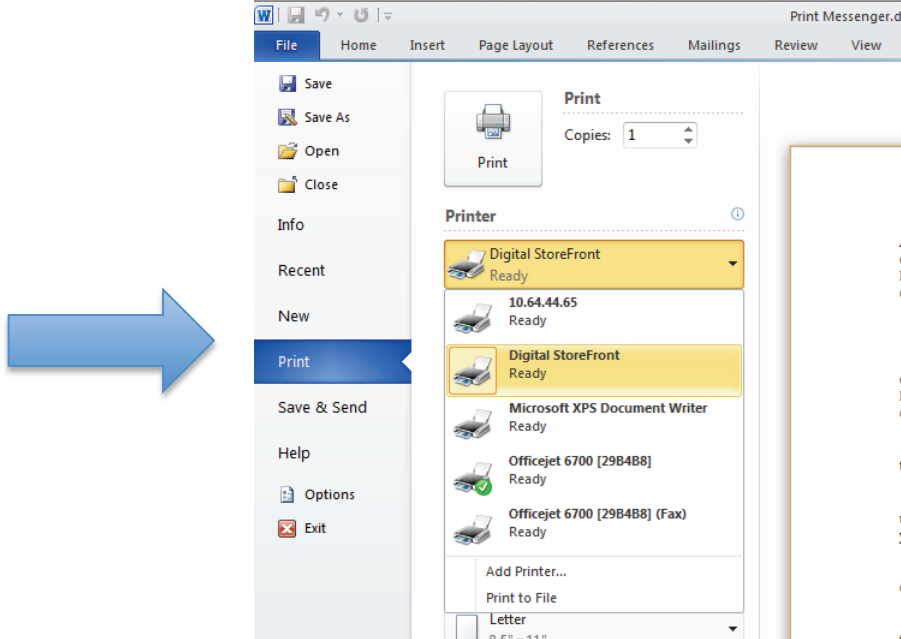 Print Messenger.d
File Home Insert Page Layout References Mailings Review View
Save
Save As
Open
Close
Info
Recent
New
Print
Save & Send
Help
Options
Exit
Print
Print
Copies: 1
Printer
Digital StoreFront
Ready
10.64.44.65
Ready
Digital StoreFront
Ready
Microsoft XPS Document Writer
Ready
Officejet 6700 [29B4B8]
Ready
Officejet 6700 [29B4B8] (Fax)
Ready
Add Printer...
Print to File
Letter